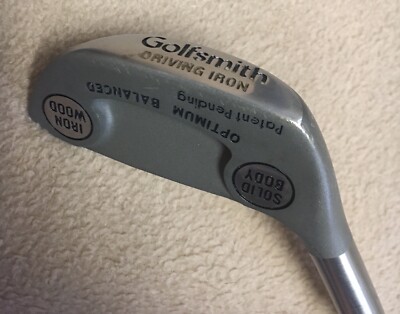 Golfsmith
DRIVING IRON
OPTIMUM BALANCED
Patent Pending
IRON
WOOD
SOLID
BODY